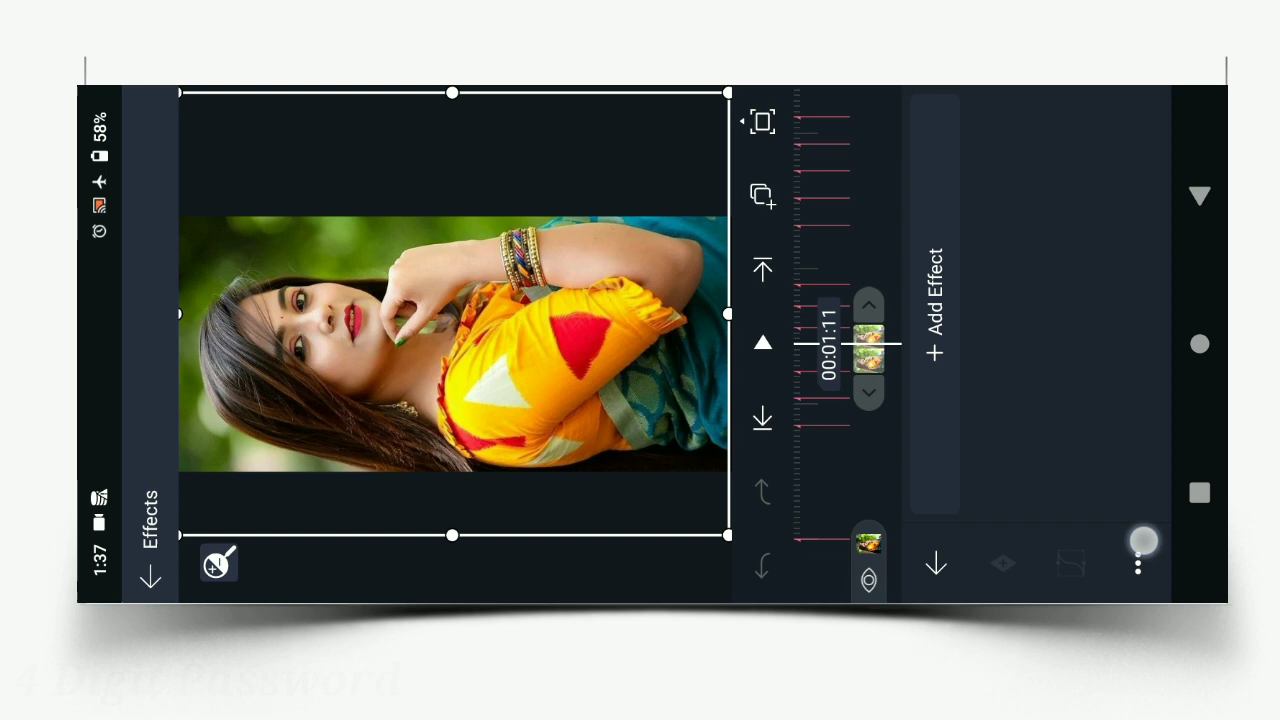 1:37
58%
Effects
00:01:11
+ Add Effect
4 Digit Password